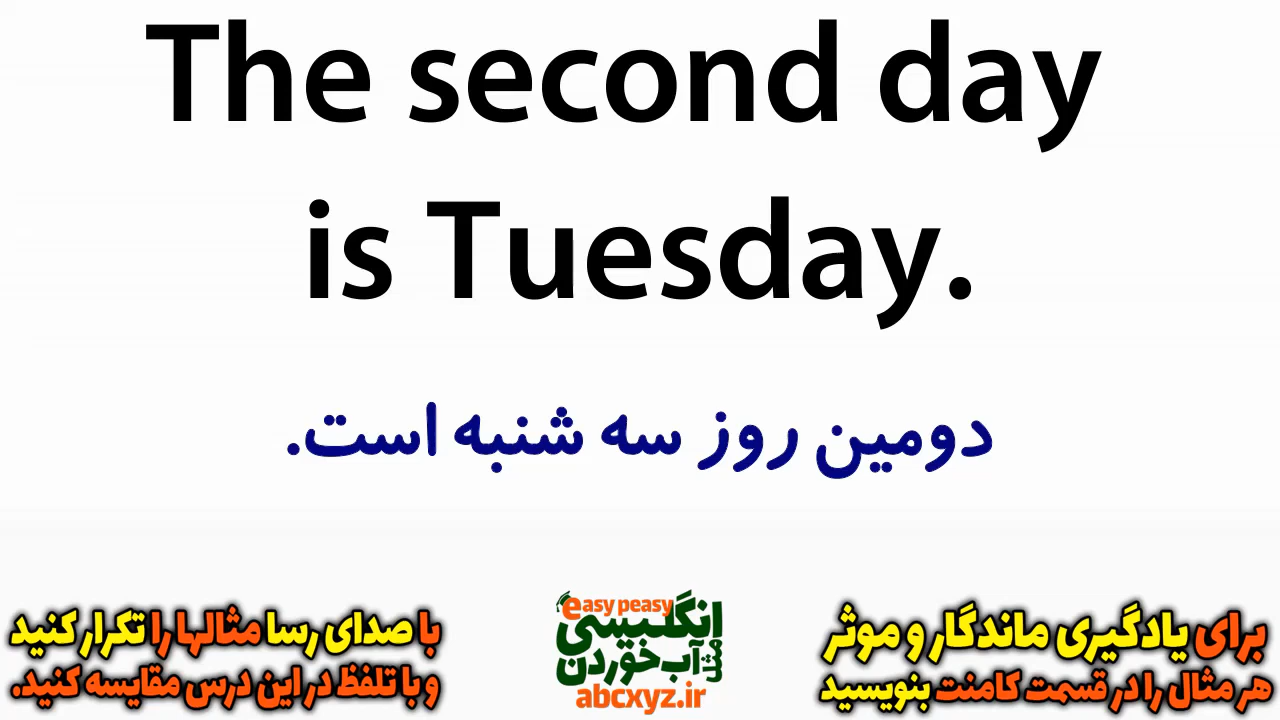 The second day
is Tuesday.
دومین روز سه شنبه است.
برای یادگیری ماندگار و موثر
هر مثال را در قسمت کامنت بنویسید
easy peasy
انگلیسی
مثل
آب خوردن
abcxyz.ir
با صدای رسا مثالها را تکرار کنید
و با تلفظ در این درس مقایسه کنید.